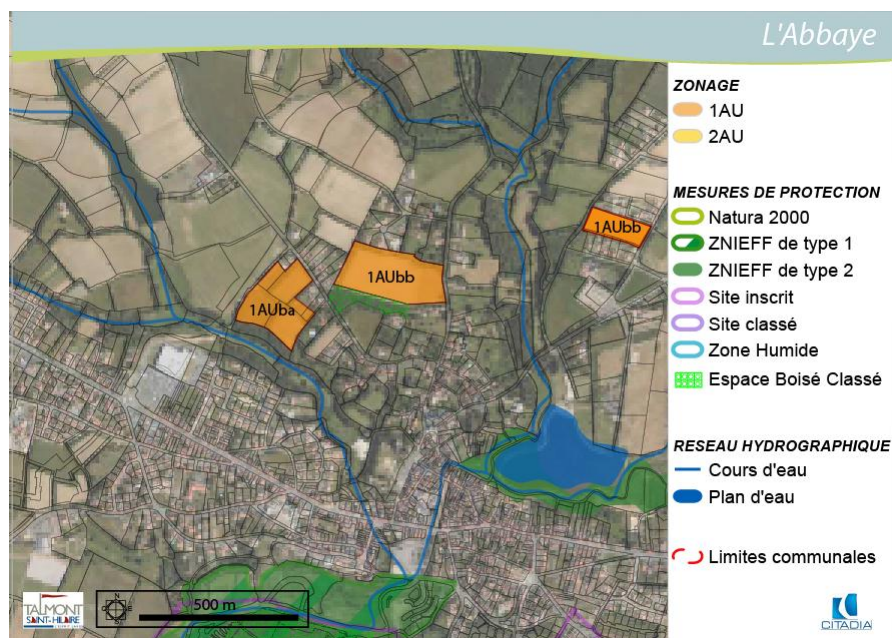 L'Abbaye
ZONAGE
1AU
2AU
MESURES DE PROTECTION
Natura 2000
ZNIEFF de type 1
ZNIEFF de type 2
Site inscrit
Site classé
Zone Humide
Espace Boisé Classé
RESEAU HYDROGRAPHIQUE
Cours d'eau
Plan d'eau
Limites communales
1AUbb
1AUbb
1AUba
500 m
TALMONT
SAINT-HILAIRE
CITADIA